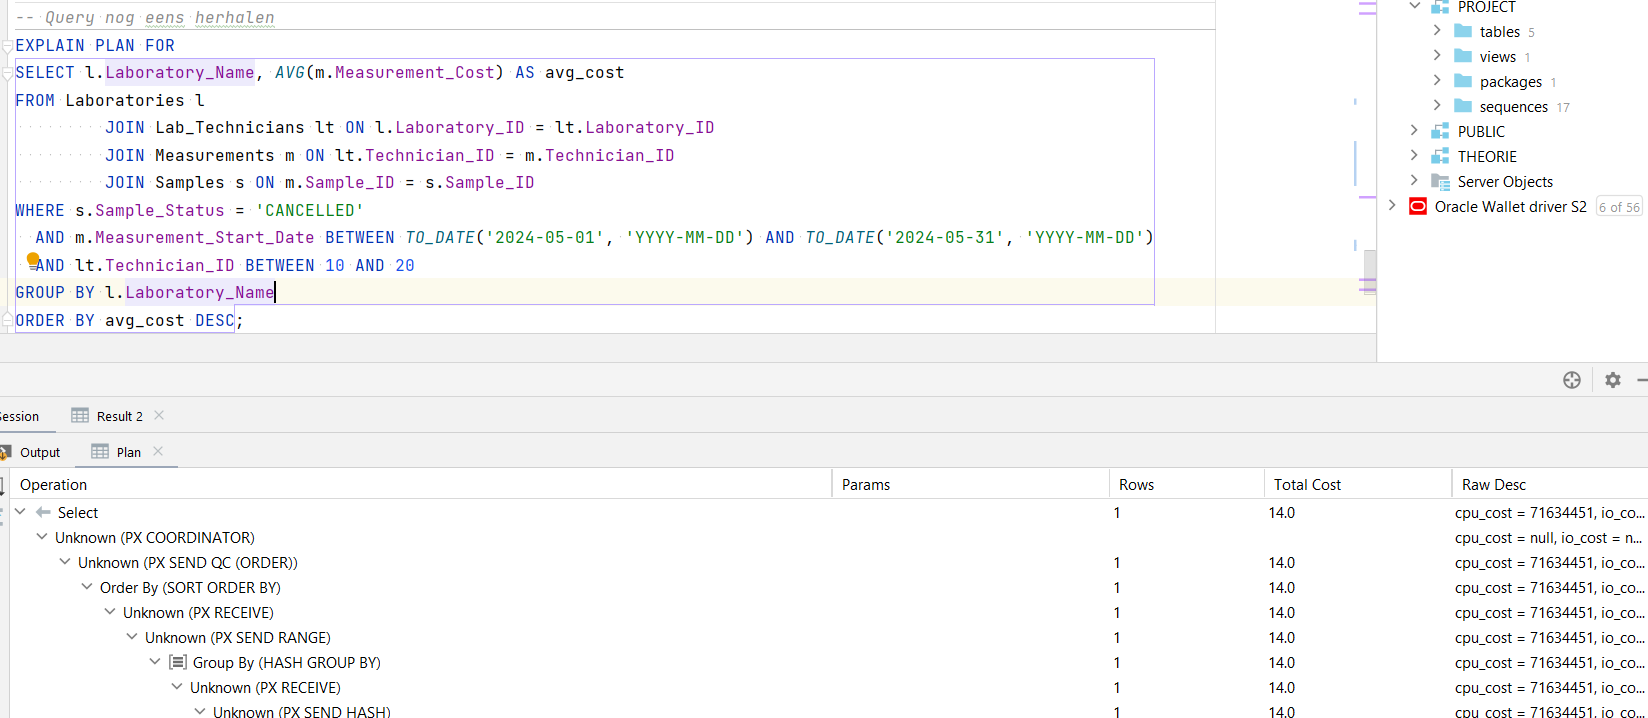 -- Query nog eens herhalen
EXPLAIN PLAN FOR
SELECT l.Laboratory_Name, AVG(m.Measurement_Cost) AS avg_cost
FROM Laboratories l
JOIN Lab_Technicians lt ON l.Laboratory_ID = lt.Laboratory_ID
JOIN Measurements m ON lt.Technician_ID = m.Technician_ID
JOIN Samples s ON m.Sample_ID = s.Sample_ID
WHERE s.Sample_Status = 'CANCELLED'
AND m.Measurement_Start_Date BETWEEN TO_DATE('2024-05-01', 'YYYY-MM-DD') AND TO_DATE('2024-05-31', 'YYYY-MM-DD')
AND lt.Technician_ID BETWEEN 10 AND 20
GROUP BY l.Laboratory_Name
ORDER BY avg_cost DESC;
PROJECT
tables 5
views 1
packages 1
sequences 17
PUBLIC
THEORIE
Server Objects
Oracle Wallet driver S2 6 of 56
Session Result 2
Output Plan
Operation Params Rows Total Cost Raw Desc
Select 1 14.0 cpu_cost = 71634451, io_co...
Unknown (PX COORDINATOR) cpu_cost = null, io_cost = n...
Unknown (PX SEND QC (ORDER)) 1 14.0 cpu_cost = 71634451, io_co...
Order By (SORT ORDER BY) 1 14.0 cpu_cost = 71634451, io_co...
Unknown (PX RECEIVE) 1 14.0 cpu_cost = 71634451, io_co...
Unknown (PX SEND RANGE) 1 14.0 cpu_cost = 71634451, io_co...
Group By (HASH GROUP BY) 1 14.0 cpu_cost = 71634451, io_co...
Unknown (PX RECEIVE) 1 14.0 cpu_cost = 71634451, io_co...
Unknown (PX SEND HASH) 1 14.0 cpu_cost = 71634451, io_co...